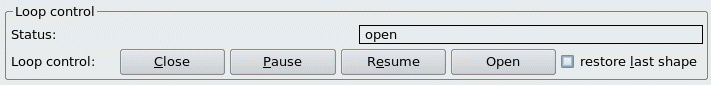 Loop control
Status: open
Loop control: Close Pause Resume Open restore last shape